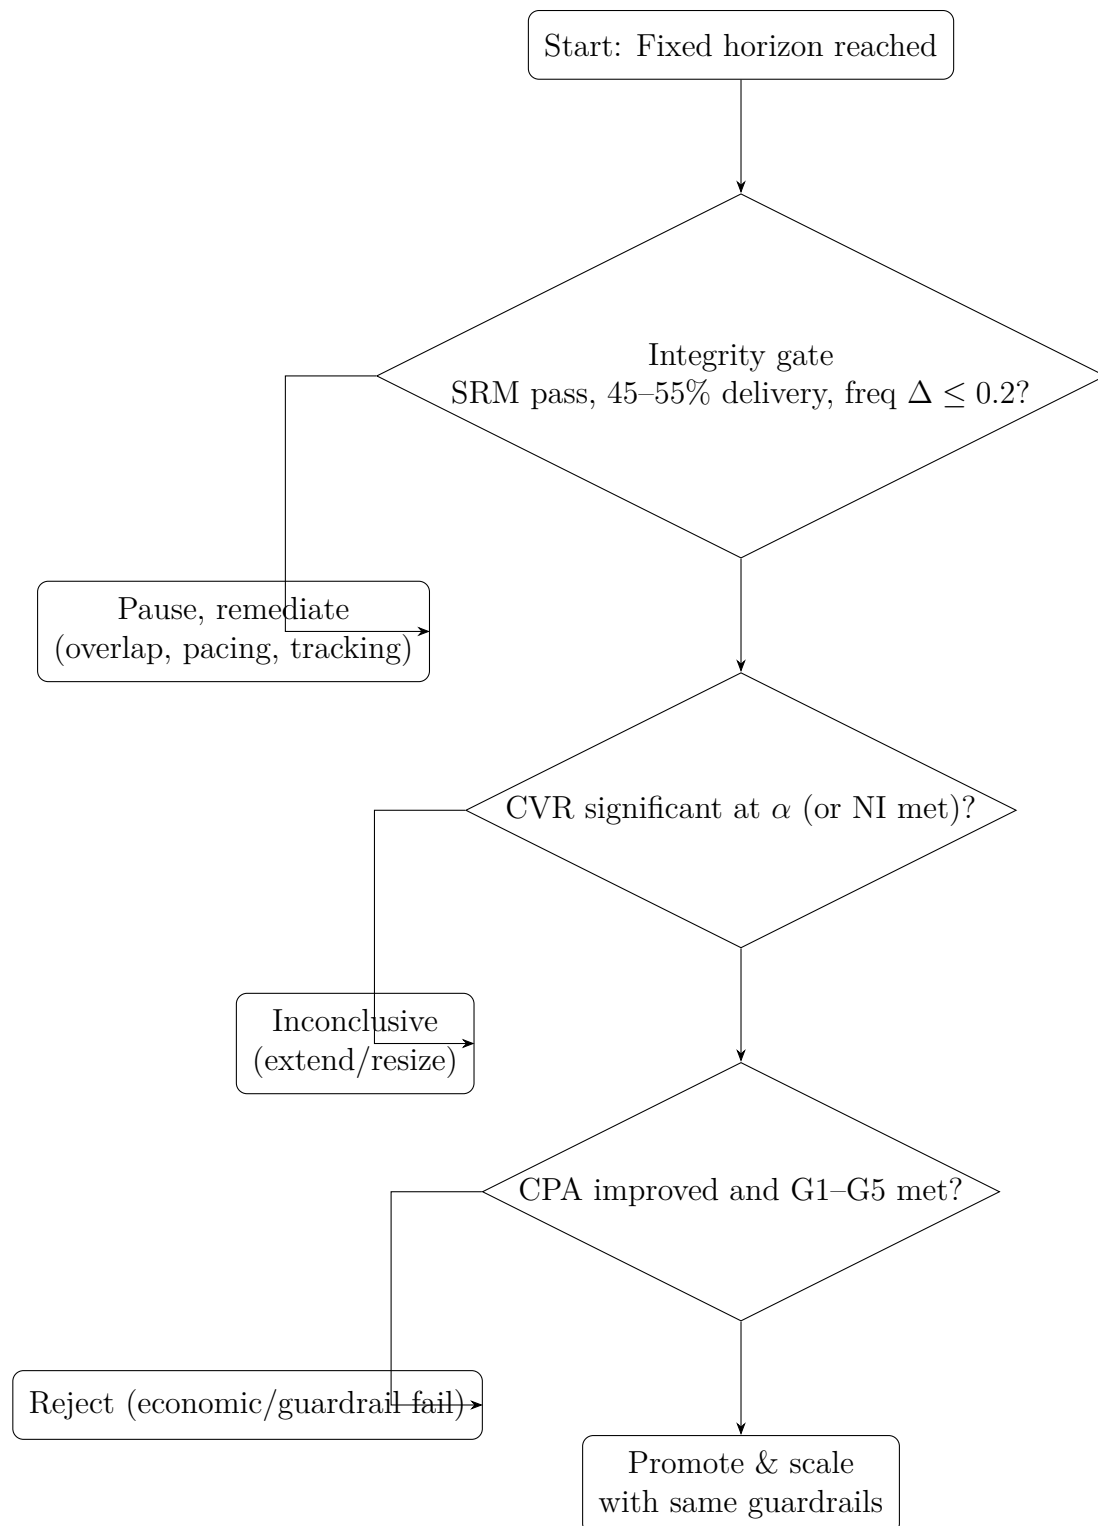 Start: Fixed horizon reached
Integrity gate
SRM pass, 45–55% delivery, freq Δ ≤ 0.2?
Pause, remediate
(overlap, pacing, tracking)
CVR significant at α (or NI met)?
Inconclusive
(extend/resize)
CPA improved and G1–G5 met?
Reject (economic/guardrail fail)
Promote & scale
with same guardrails